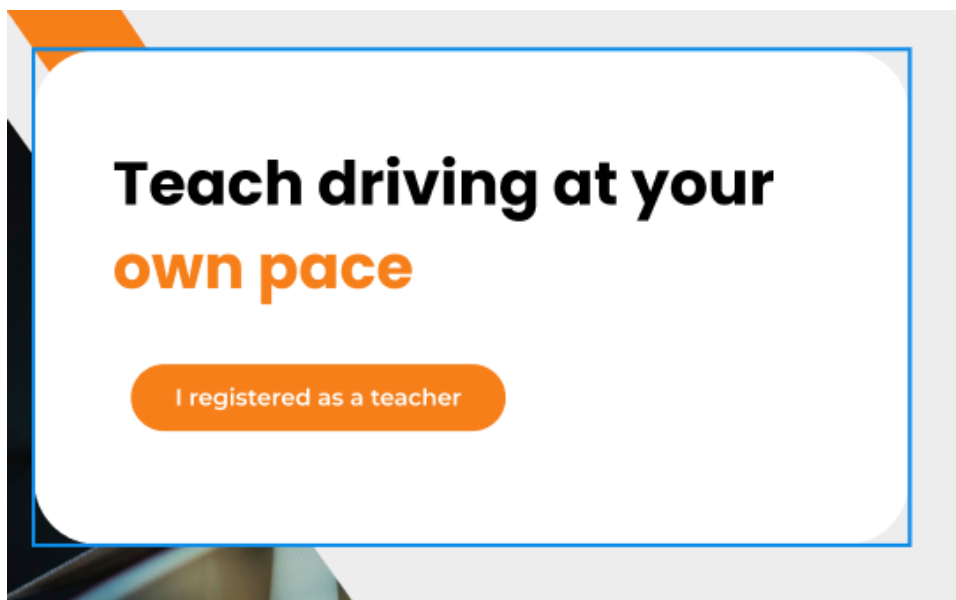 Teach driving at your
own pace
I registered as a teacher